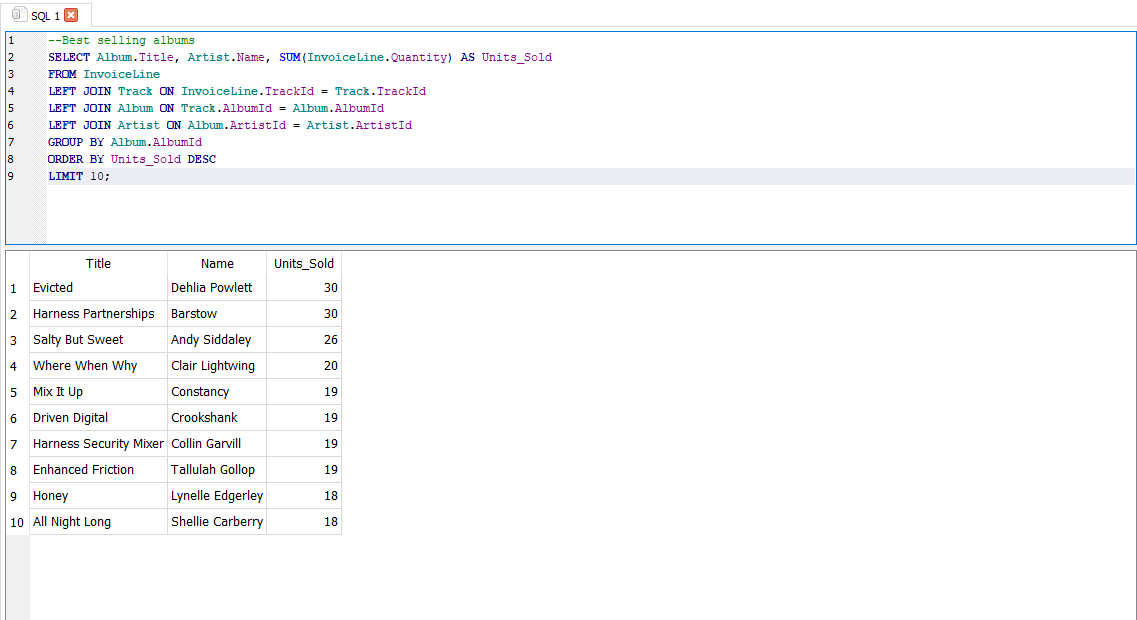 SQL 1
1 --Best selling albums
2 SELECT Album.Title, Artist.Name, SUM(InvoiceLine.Quantity) AS Units_Sold
3 FROM InvoiceLine
4 LEFT JOIN Track ON InvoiceLine.TrackId = Track.TrackId
5 LEFT JOIN Album ON Track.AlbumId = Album.AlbumId
6 LEFT JOIN Artist ON Album.ArtistId = Artist.ArtistId
7 GROUP BY Album.AlbumId
8 ORDER BY Units_Sold DESC
9 LIMIT 10;
Title Name Units_Sold
1 Evicted Dehlia Powlett 30
2 Harness Partnerships Barstow 30
3 Salty But Sweet Andy Siddaley 26
4 Where When Why Clair Lightwing 20
5 Mix It Up Constancy 19
6 Driven Digital Crookshank 19
7 Harness Security Mixer Collin Garvill 19
8 Enhanced Friction Tallulah Gollop 19
9 Honey Lynelle Edgerley 18
10 All Night Long Shellie Carberry 18